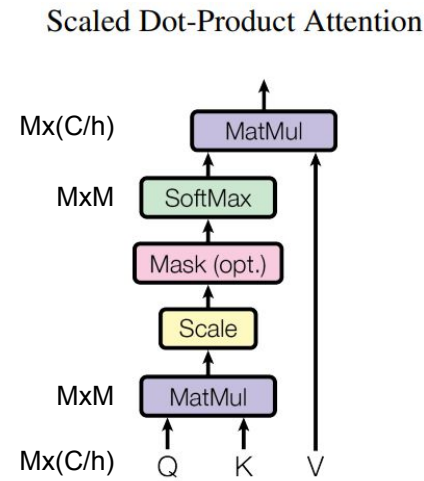 Scaled Dot-Product Attention
Mx(C/h) MatMul
MxM SoftMax
Mask (opt.)
Scale
MxM MatMul
Mx(C/h) Q K V